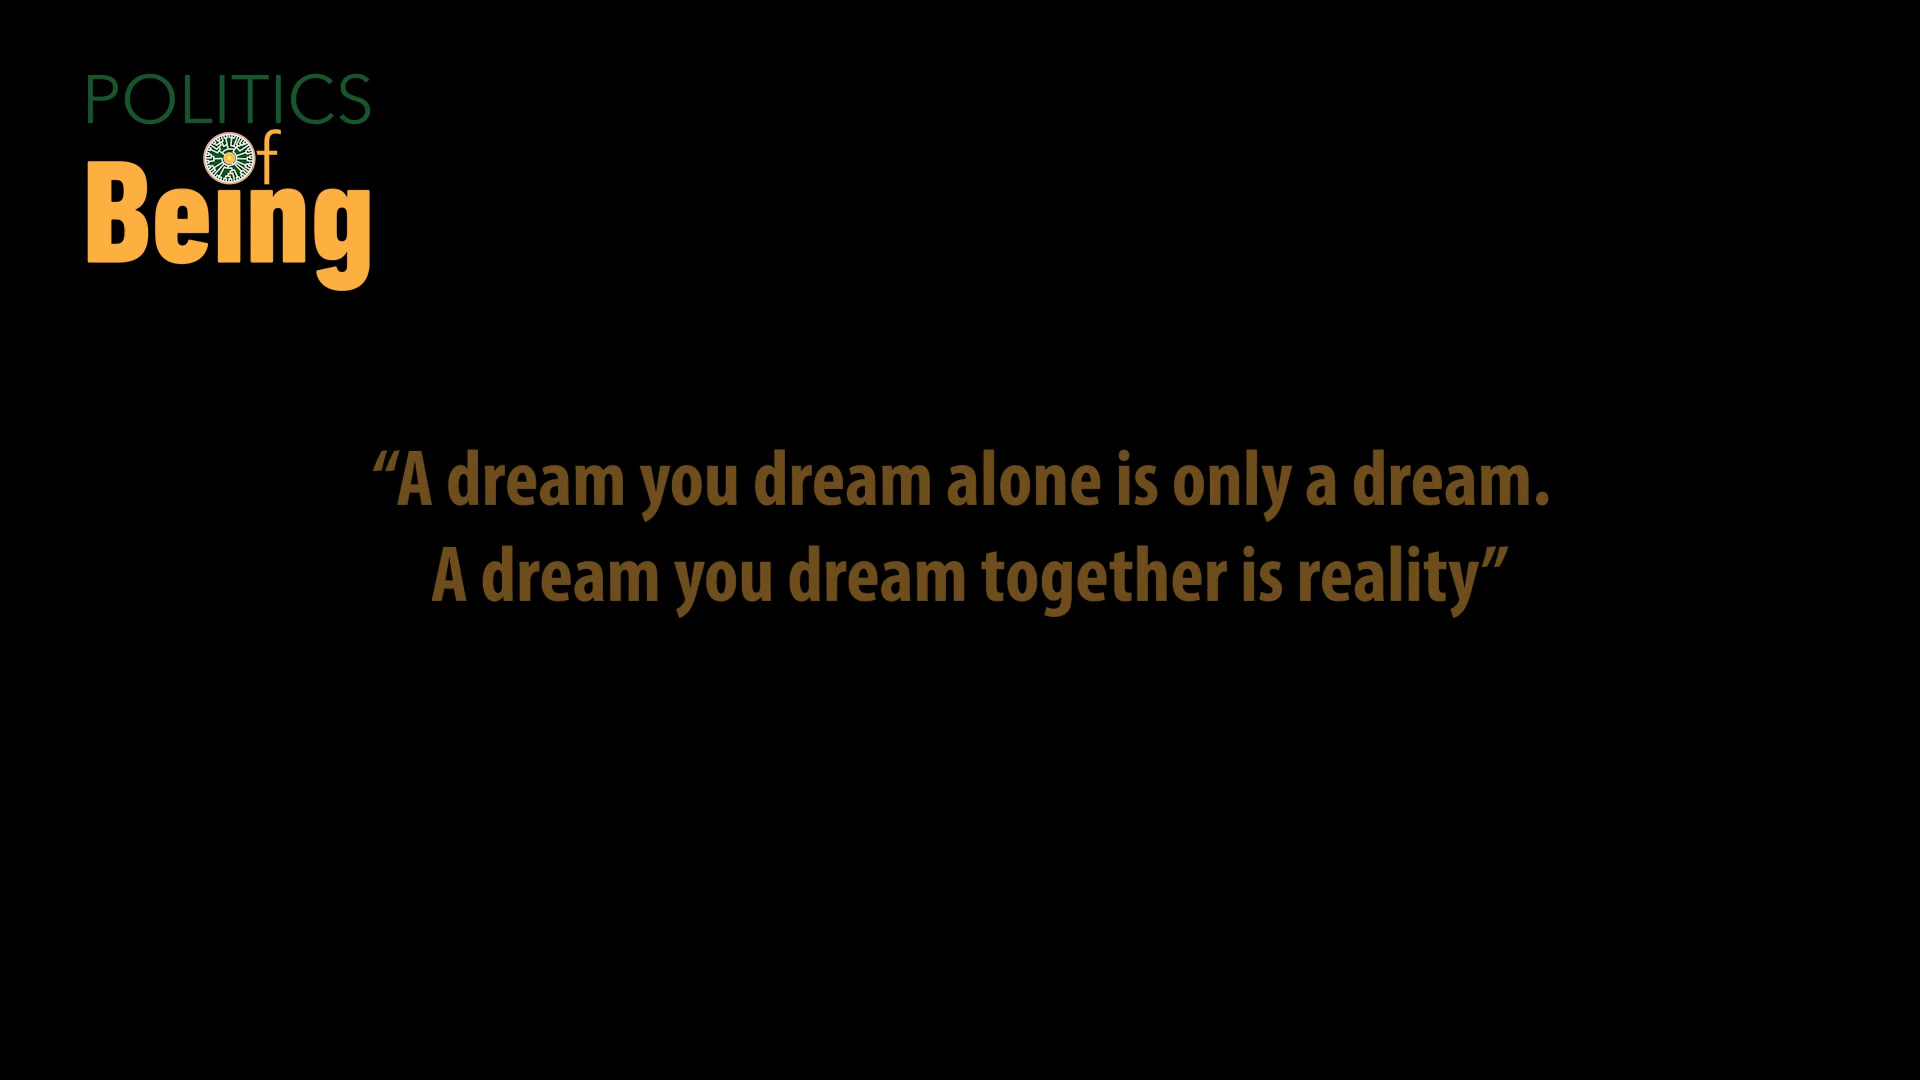 POLITICS
Of
Being
“A dream you dream alone is only a dream.
A dream you dream together is reality”